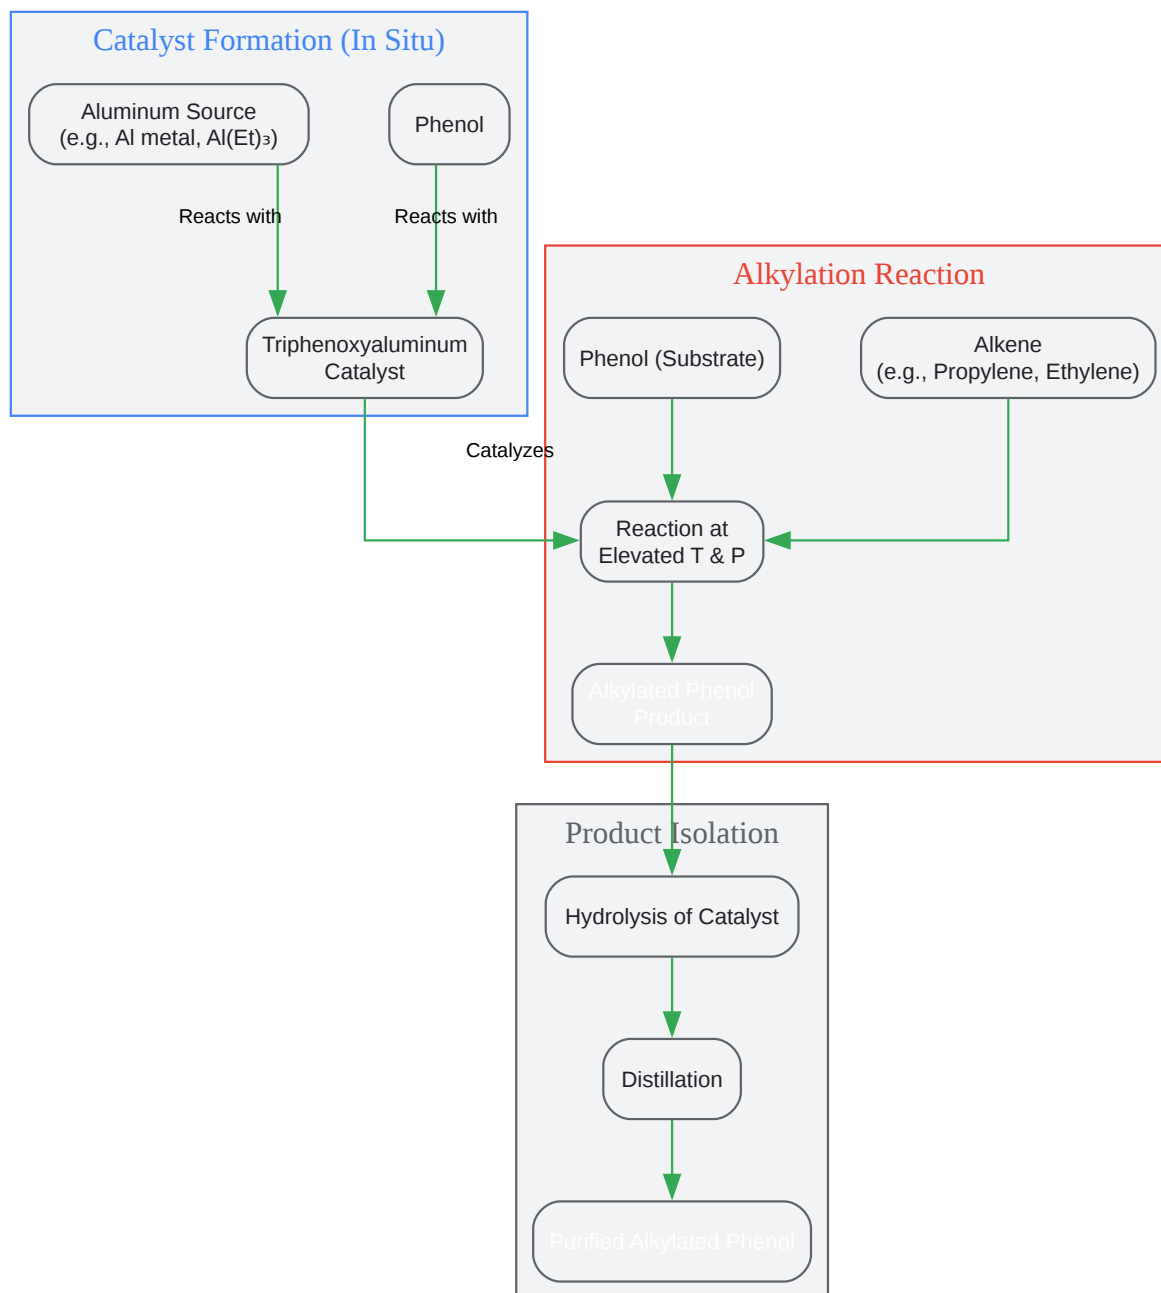 Catalyst Formation (In Situ)
Aluminum Source
(e.g., Al metal, Al(Et)₃)
Phenol
Reacts with
Reacts with
Triphenoxyaluminum
Catalyst
Alkylation Reaction
Phenol (Substrate)
Alkene
(e.g., Propylene, Ethylene)
Catalyzes
Reaction at
Elevated T & P
Alkylated Phenol
Product
Product Isolation
Hydrolysis of Catalyst
Distillation
Purified Alkylated Phenol